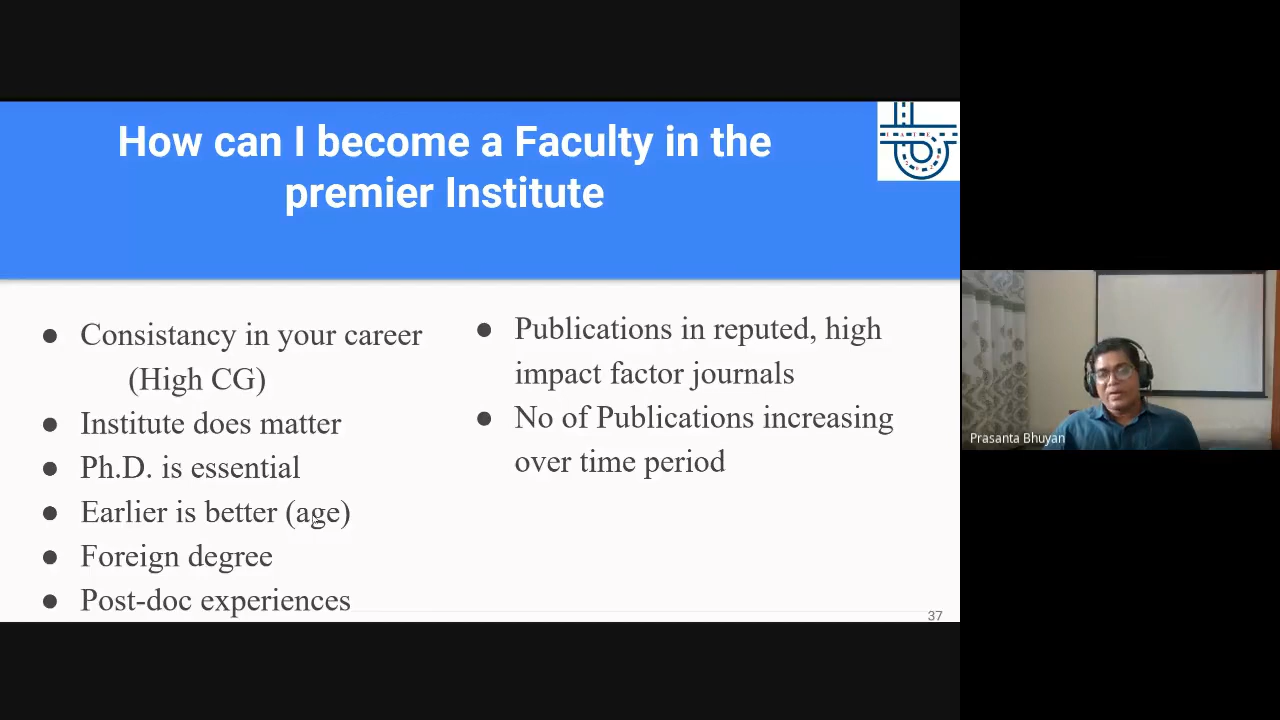 How can I become a Faculty in the
premier Institute
● Consistancy in your career
(High CG)
● Institute does matter
● Ph.D. is essential
● Earlier is better (age)
● Foreign degree
● Post-doc experiences
● Publications in reputed, high
impact factor journals
● No of Publications increasing
over time period
37
Prasanta Bhuyan